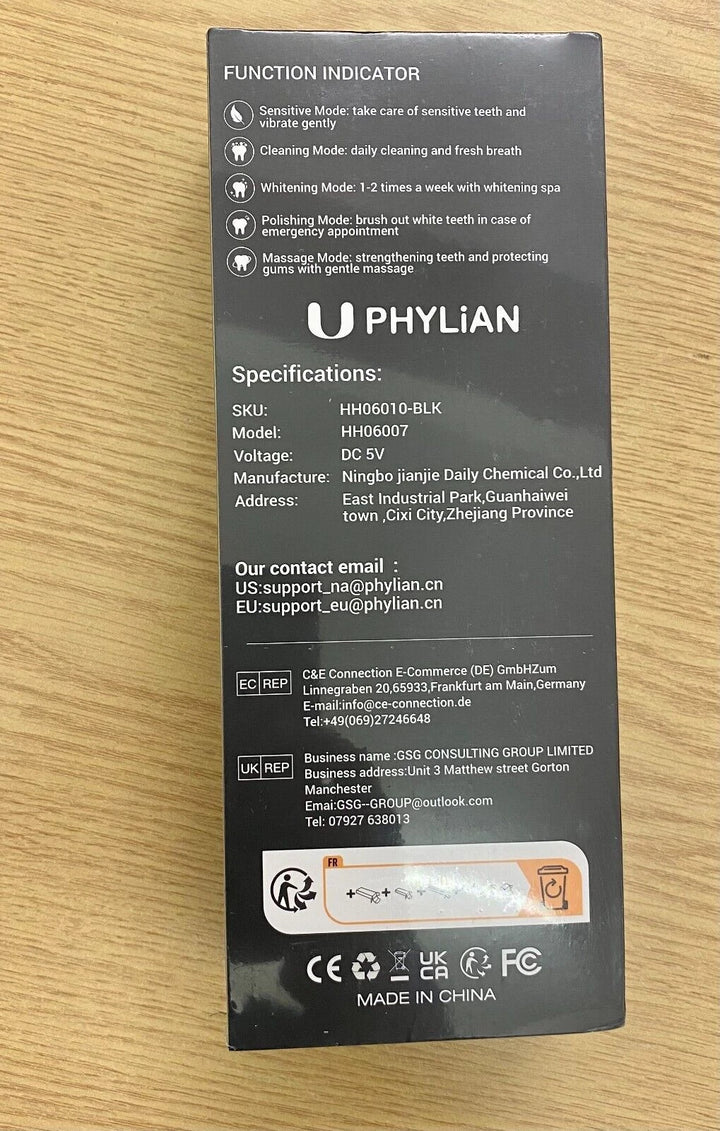 FUNCTION INDICATOR
Sensitive Mode: take care of sensitive teeth and
vibrate gently
Cleaning Mode: daily cleaning and fresh breath
Whitening Mode: 1-2 times a week with whitening spa
Polishing Mode: brush out white teeth in case of
emergency appointment
Massage Mode: strengthening teeth and protecting
gums with gentle massage
PHYLiAN
Specifications:
SKU: HH06010-BLK
Model: HH06007
Voltage: DC 5V
Manufacture: Ningbo jianjie Daily Chemical Co.,Ltd
Address: East Industrial Park,Guanhaiwei
town ,Cixi City,Zhejiang Province
Our contact email :
US:support_na@phylian.cn
EU:support_eu@phylian.cn
EC REP
C&E Connection E-Commerce (DE) GmbHZum
Linnegraben 20,65933,Frankfurt am Main,Germany
E-mail:info@ce-connection.de
Tel:+49(069)27246648
UK REP
Business name :GSG CONSULTING GROUP LIMITED
Business address:Unit 3 Matthew street Gorton
Manchester
Emai:GSG--GROUP@outlook.com
Tel: 07927 638013
FR
CE UK CA FC
MADE IN CHINA